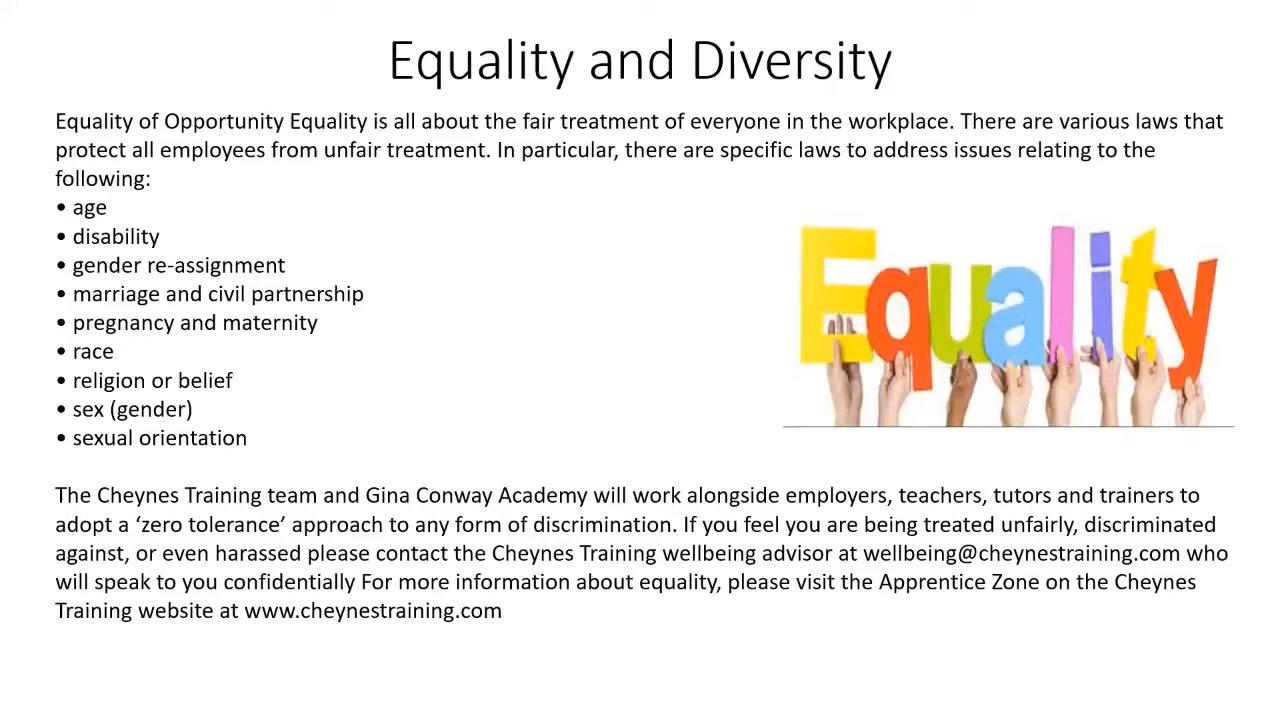 Equality and Diversity
Equality of Opportunity Equality is all about the fair treatment of everyone in the workplace. There are various laws that
protect all employees from unfair treatment. In particular, there are specific laws to address issues relating to the
following:
• age
• disability
• gender re-assignment
• marriage and civil partnership
• pregnancy and maternity
• race
• religion or belief
• sex (gender)
• sexual orientation
Equality
The Cheynes Training team and Gina Conway Academy will work alongside employers, teachers, tutors and trainers to
adopt a ‘zero tolerance’ approach to any form of discrimination. If you feel you are being treated unfairly, discriminated
against, or even harassed please contact the Cheynes Training wellbeing advisor at wellbeing@cheynestraining.com who
will speak to you confidentially For more information about equality, please visit the Apprentice Zone on the Cheynes
Training website at www.cheynestraining.com